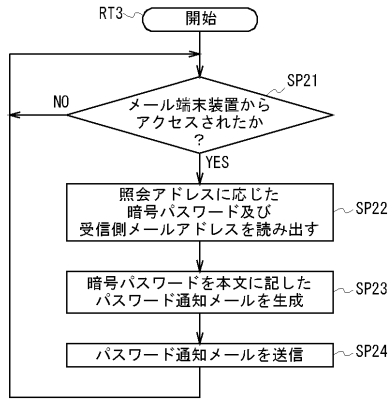 RT3
開始
SP21
メール端末装置から
アクセスされたか
?
NO
YES
照会アドレスに応じた
暗号パスワード及び
受信側メールアドレスを読み出す
SP22
暗号パスワードを本文に記した
パスワード通知メールを生成
SP23
パスワード通知メールを送信
SP24